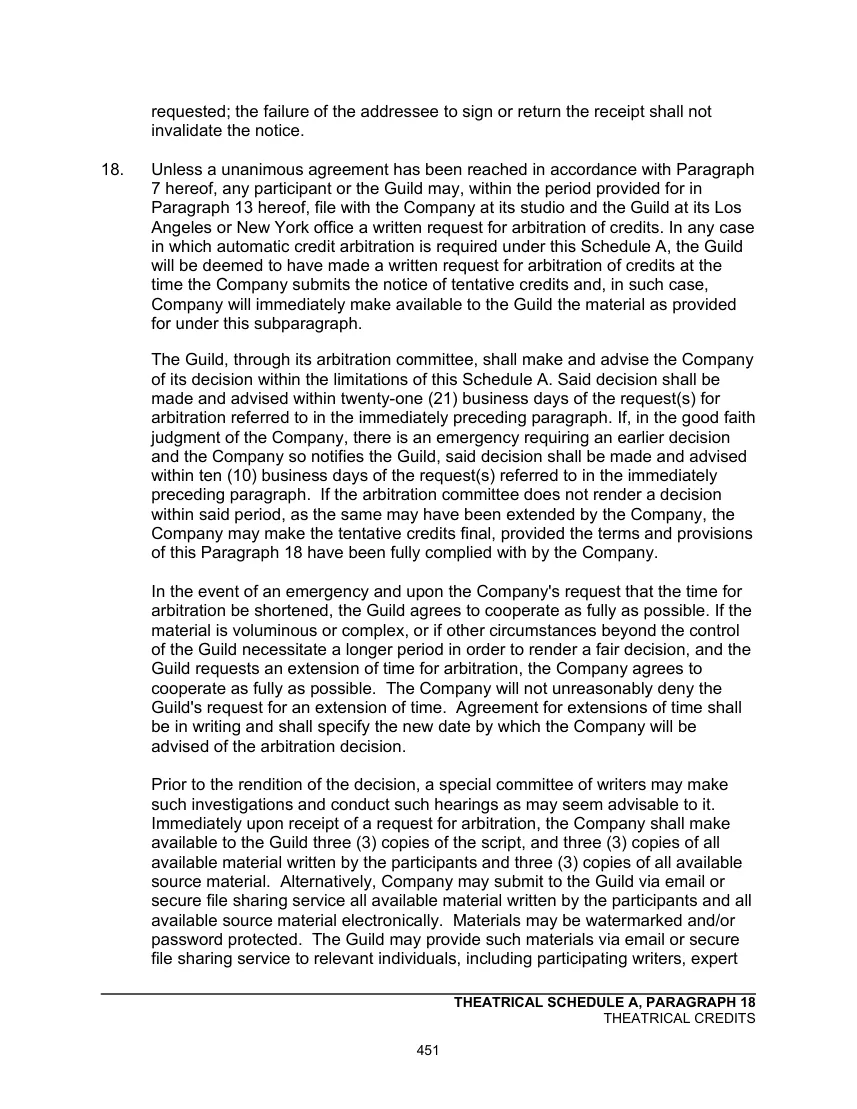 requested; the failure of the addressee to sign or return the receipt shall not
invalidate the notice.
18. Unless a unanimous agreement has been reached in accordance with Paragraph
7 hereof, any participant or the Guild may, within the period provided for in
Paragraph 13 hereof, file with the Company at its studio and the Guild at its Los
Angeles or New York office a written request for arbitration of credits. In any case
in which automatic credit arbitration is required under this Schedule A, the Guild
will be deemed to have made a written request for arbitration of credits at the
time the Company submits the notice of tentative credits and, in such case,
Company will immediately make available to the Guild the material as provided
for under this subparagraph.
The Guild, through its arbitration committee, shall make and advise the Company
of its decision within the limitations of this Schedule A. Said decision shall be
made and advised within twenty-one (21) business days of the request(s) for
arbitration referred to in the immediately preceding paragraph. If, in the good faith
judgment of the Company, there is an emergency requiring an earlier decision
and the Company so notifies the Guild, said decision shall be made and advised
within ten (10) business days of the request(s) referred to in the immediately
preceding paragraph.  If the arbitration committee does not render a decision
within said period, as the same may have been extended by the Company, the
Company may make the tentative credits final, provided the terms and provisions
of this Paragraph 18 have been fully complied with by the Company.
In the event of an emergency and upon the Company's request that the time for
arbitration be shortened, the Guild agrees to cooperate as fully as possible. If the
material is voluminous or complex, or if other circumstances beyond the control
of the Guild necessitate a longer period in order to render a fair decision, and the
Guild requests an extension of time for arbitration, the Company agrees to
cooperate as fully as possible.  The Company will not unreasonably deny the
Guild's request for an extension of time.  Agreement for extensions of time shall
be in writing and shall specify the new date by which the Company will be
advised of the arbitration decision.
Prior to the rendition of the decision, a special committee of writers may make
such investigations and conduct such hearings as may seem advisable to it.
Immediately upon receipt of a request for arbitration, the Company shall make
available to the Guild three (3) copies of the script, and three (3) copies of all
available material written by the participants and three (3) copies of all available
source material.  Alternatively, Company may submit to the Guild via email or
secure file sharing service all available material written by the participants and all
available source material electronically.  Materials may be watermarked and/or
password protected.  The Guild may provide such materials via email or secure
file sharing service to relevant individuals, including participating writers, expert
THEATRICAL SCHEDULE A, PARAGRAPH 18
THEATRICAL CREDITS
451